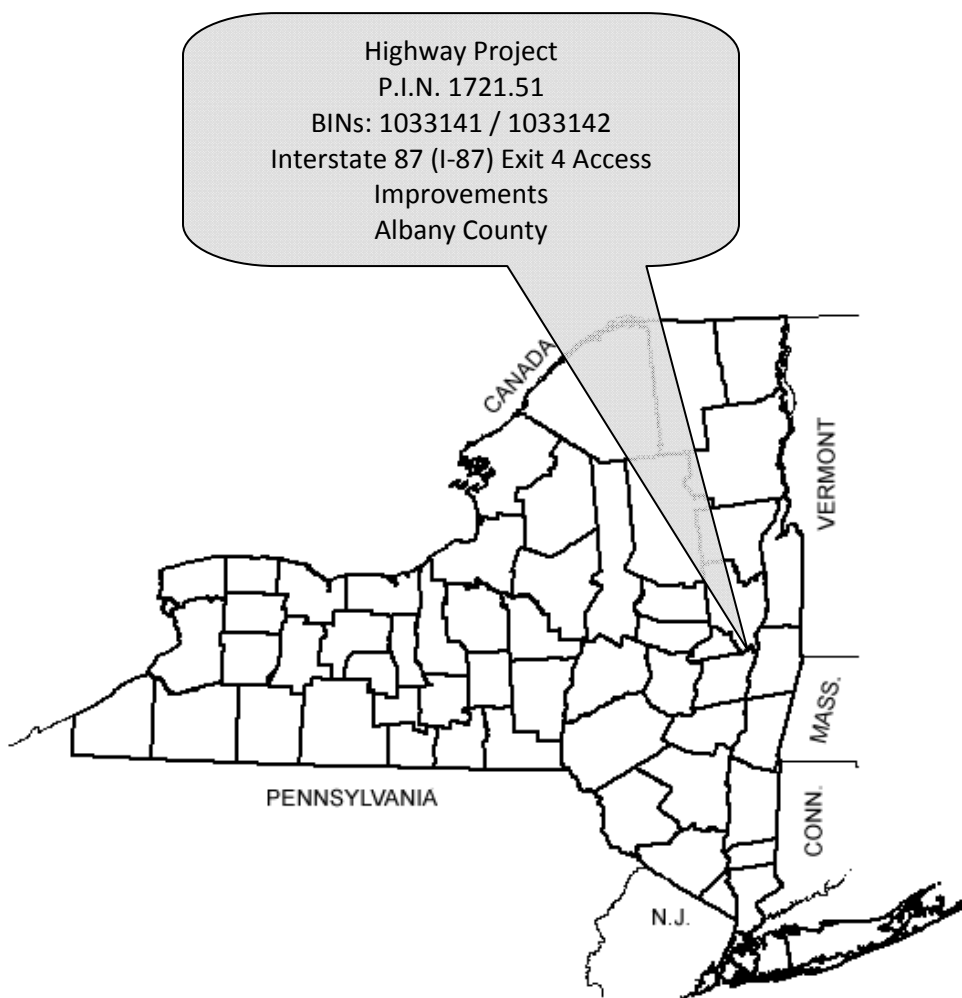 Highway Project
P.I.N. 1721.51
BINs: 1033141 / 1033142
Interstate 87 (I-87) Exit 4 Access
Improvements
Albany County
CANADA
VERMONT
MASS.
CONN.
PENNSYLVANIA
N.J.